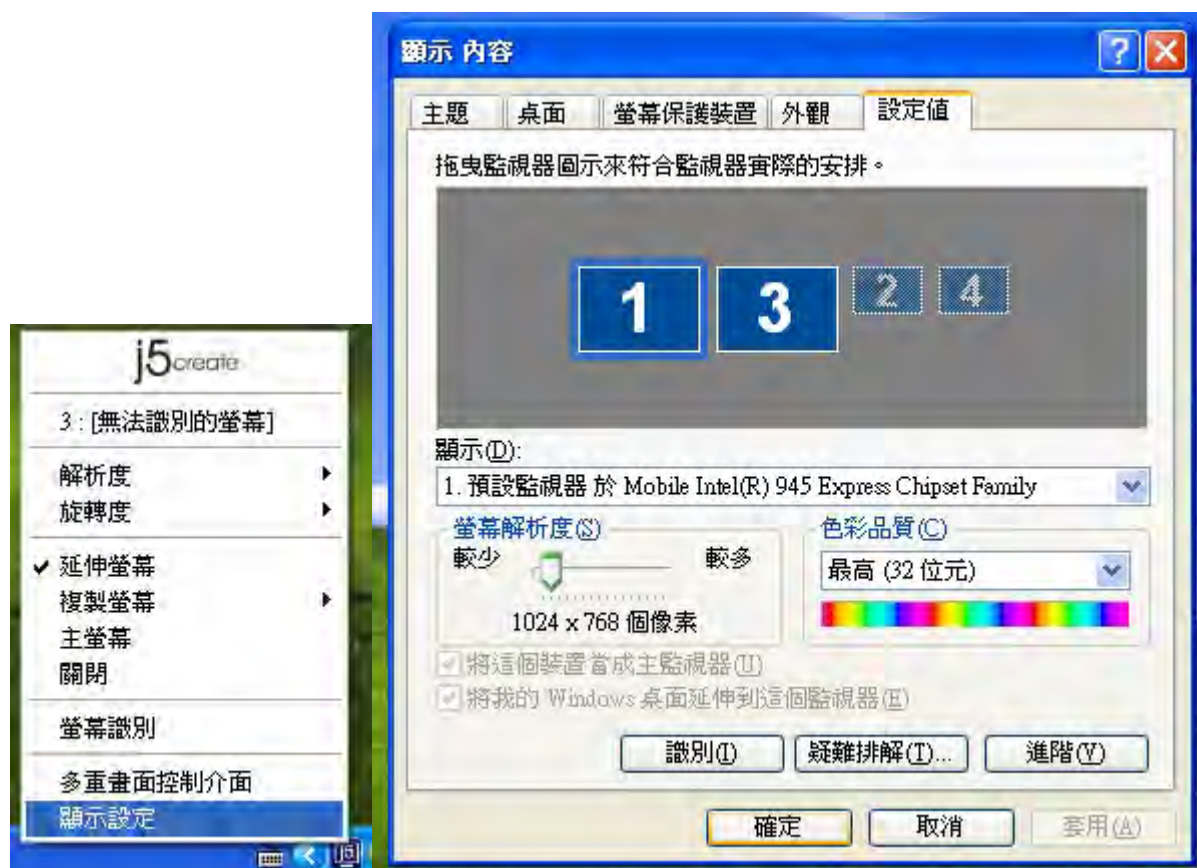 j5create
3 : [無法識別的螢幕]
解析度
旋轉度
延伸螢幕
複製螢幕
主螢幕
關閉
螢幕識別
多重畫面控制介面
顯示設定
j5
顯示 內容
主題 桌面 螢幕保護裝置 外觀 設定值
拖曳監視器圖示來符合監視器實際的安排。
1 3 2 4
顯示(D):
1. 預設監視器 於 Mobile Intel(R) 945 Express Chipset Family
螢幕解析度(S) 色彩品質(C)
較少 較多 最高 (32 位元)
1024 x 768 個像素
將這個裝置當成主監視器(U)
將我的 Windows 桌面延伸到這個監視器(E)
識別(I) 疑難排解(T)... 進階(V)
確定 取消 套用(A)